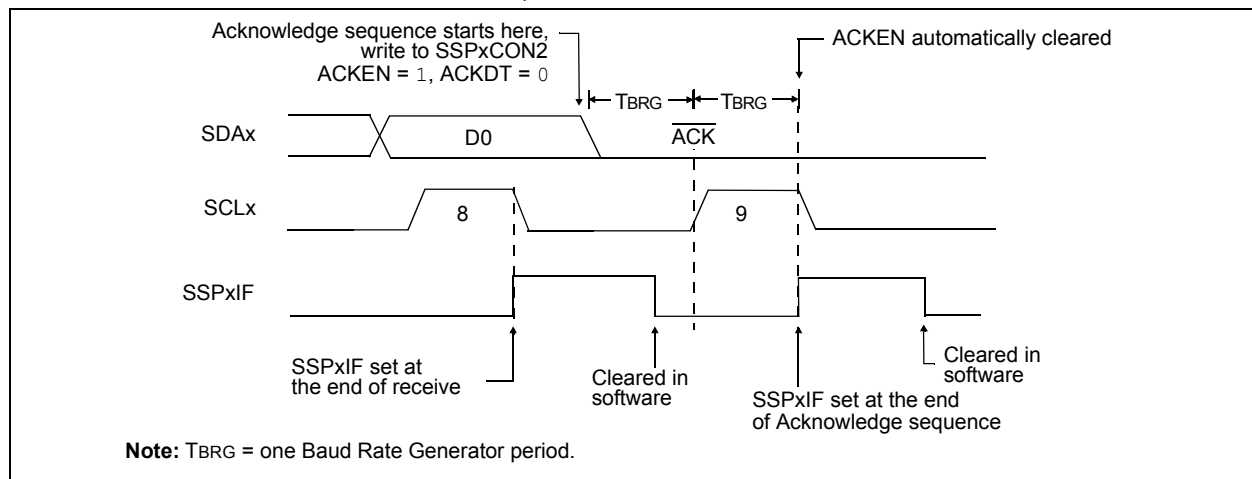 Acknowledge sequence starts here,
write to SSPxCON2
ACKEN = 1, ACKDT = 0
ACKEN automatically cleared
TBRG
TBRG
SDAx
D0
ACK
SCLx
8
9
SSPxIF
SSPxIF set at
the end of receive
Cleared in
software
SSPxIF set at the end
of Acknowledge sequence
Cleared in
software
Note: TBRG = one Baud Rate Generator period.